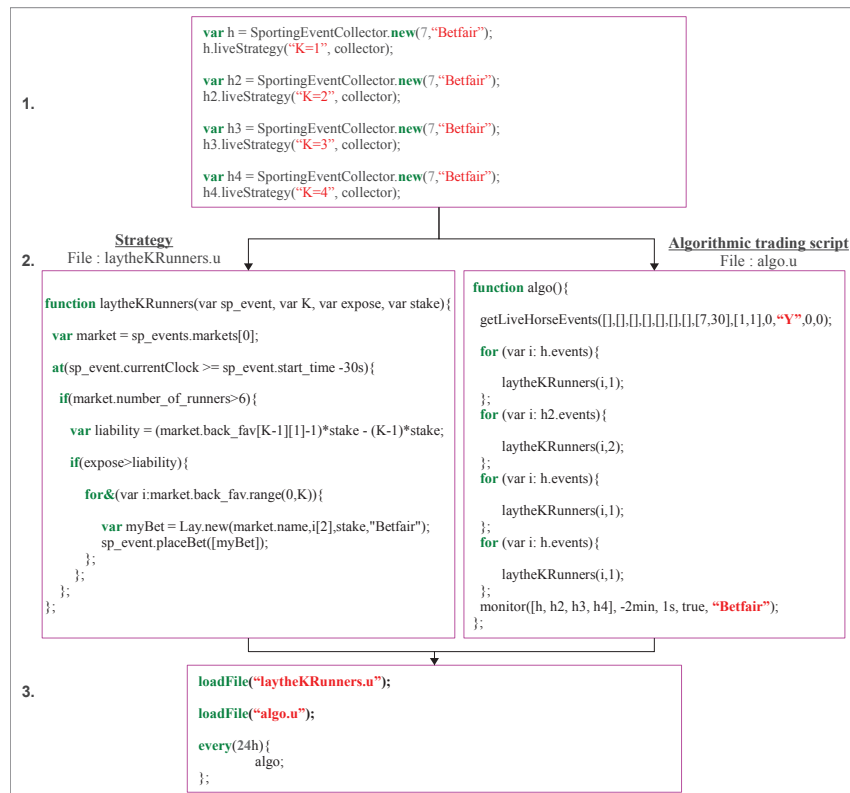 1.
var h = SportingEventCollector.new(7,“Betfair”);
h.liveStrategy(“K=1”, collector);
var h2 = SportingEventCollector.new(7,“Betfair”);
h2.liveStrategy(“K=2”, collector);
var h3 = SportingEventCollector.new(7,“Betfair”);
h3.liveStrategy(“K=3”, collector);
var h4 = SportingEventCollector.new(7,“Betfair”);
h4.liveStrategy(“K=4”, collector);
2.
Strategy
File : laytheKRunners.u
function laytheKRunners(var sp_event, var K, var expose, var stake){
var market = sp_events.markets[0];
at(sp_event.currentClock >= sp_event.start_time -30s){
if(market.number_of_runners>6){
var liability = (market.back_fav[K-1][1]-1)*stake - (K-1)*stake;
if(expose>liability){
for&(var i:market.back_fav.range(0,K)){
var myBet = Lay.new(market.name,i[2],stake,"Betfair");
sp_event.placeBet([myBet]);
};
};
};
};
Algorithmic trading script
File : algo.u
function algo(){
getLiveHorseEvents([],[],[],[],[],[],[7,30],[1,1],0,“Y”,0,0);
for (var i: h.events){
laytheKRunners(i,1);
};
for (var i: h2.events){
laytheKRunners(i,2);
};
for (var i: h.events){
laytheKRunners(i,1);
};
for (var i: h.events){
laytheKRunners(i,1);
};
monitor([h, h2, h3, h4], -2min, 1s, true, “Betfair”);
};
3.
loadFile(“laytheKRunners.u”);
loadFile(“algo.u”);
every(24h){
algo;
};